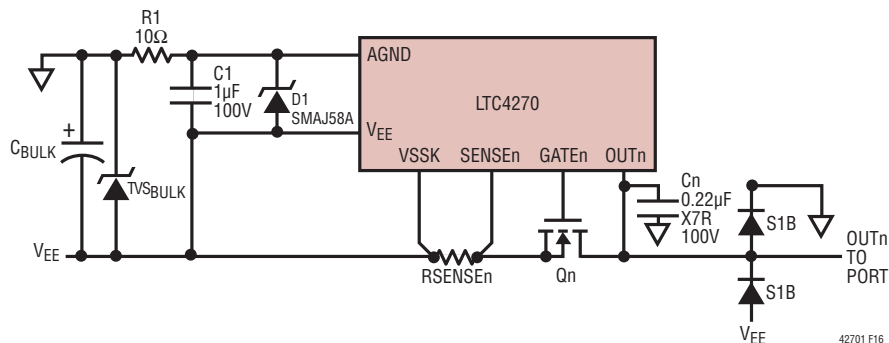 R1
10Ω
C1
1µF
100V
D1
SMAJ58A
AGND
LTC4270
VEE
VSSK SENSEn GATEn OUTn
+
CBULK
TVSBULK
Cn
0.22µF
X7R
100V
S1B
OUTn
TO
PORT
VEE
RSENSEn
Qn
S1B
VEE
42701 F16